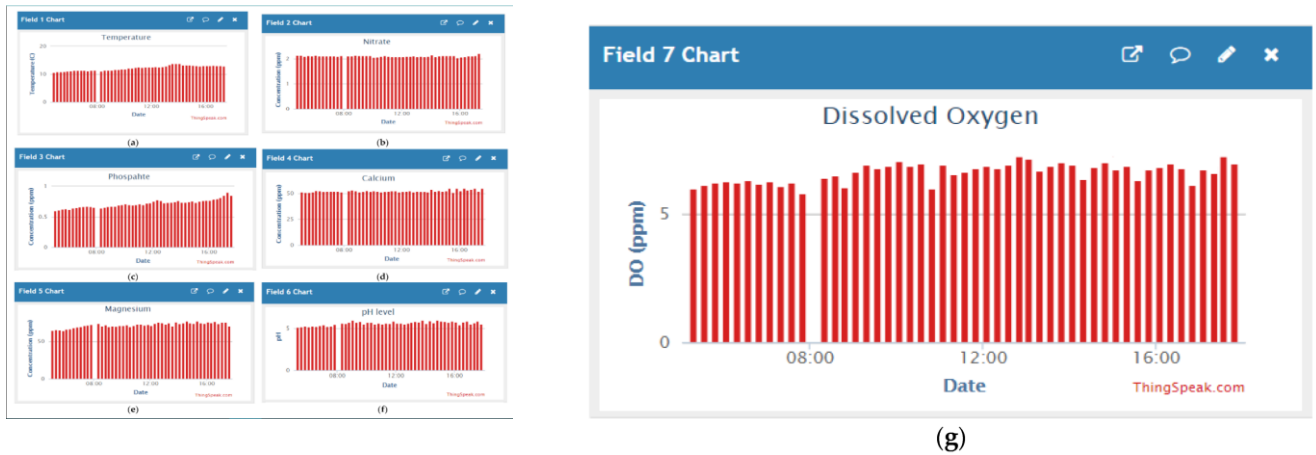 Field 1 Chart
Temperature
Temperature (C)
20
10
0
08:00 12:00 16:00
Date
ThingSpeak.com
(a)
Field 2 Chart
Nitrate
Concentration (ppm)
2
1
0
08:00 12:00 16:00
Date
ThingSpeak.com
(b)
Field 3 Chart
Phospahte
Concentration (ppm)
1
0.5
0
08:00 12:00 16:00
Date
ThingSpeak.com
(c)
Field 4 Chart
Calcium
Concentration (ppm)
50
25
0
08:00 12:00 16:00
Date
ThingSpeak.com
(d)
Field 5 Chart
Magnesium
Concentration (ppm)
50
0
08:00 12:00 16:00
Date
ThingSpeak.com
(e)
Field 6 Chart
pH level
pH
5
0
08:00 12:00 16:00
Date
ThingSpeak.com
(f)
Field 7 Chart
Dissolved Oxygen
DO (ppm)
5
0
08:00 12:00 16:00
Date
ThingSpeak.com
(g)